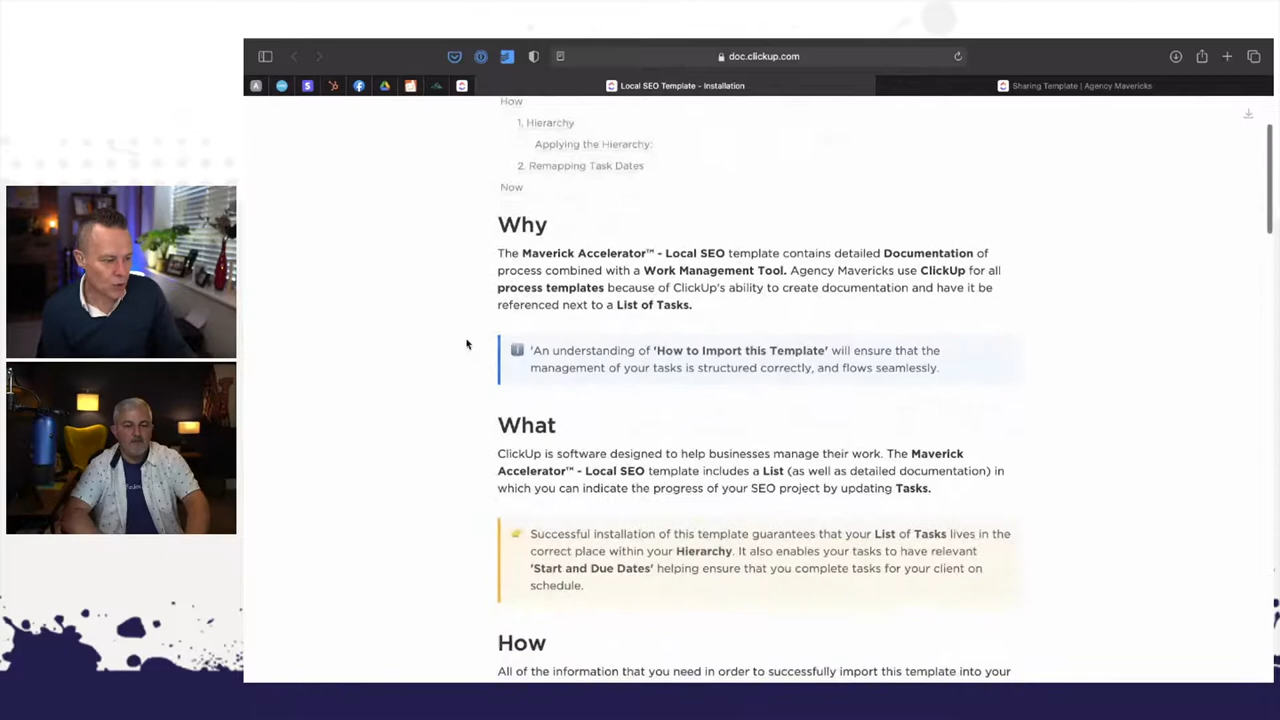 doc.clickup.com
Local SEO Template - Installation
Sharing Template | Agency Mavericks
How
1. Hierarchy
Applying the Hierarchy:
2. Remapping Task Dates
Now
Why
The Maverick Accelerator™ - Local SEO template contains detailed Documentation of
process combined with a Work Management Tool. Agency Mavericks use ClickUp for all
process templates because of ClickUp's ability to create documentation and have it be
referenced next to a List of Tasks.
'An understanding of 'How to Import this Template' will ensure that the
management of your tasks is structured correctly, and flows seamlessly.
What
ClickUp is software designed to help businesses manage their work. The Maverick
Accelerator™ - Local SEO template includes a List (as well as detailed documentation) in
which you can indicate the progress of your SEO project by updating Tasks.
Successful installation of this template guarantees that your List of Tasks lives in the
correct place within your Hierarchy. It also enables your tasks to have relevant
'Start and Due Dates' helping ensure that you complete tasks for your client on
schedule.
How
All of the information that you need in order to successfully import this template into your